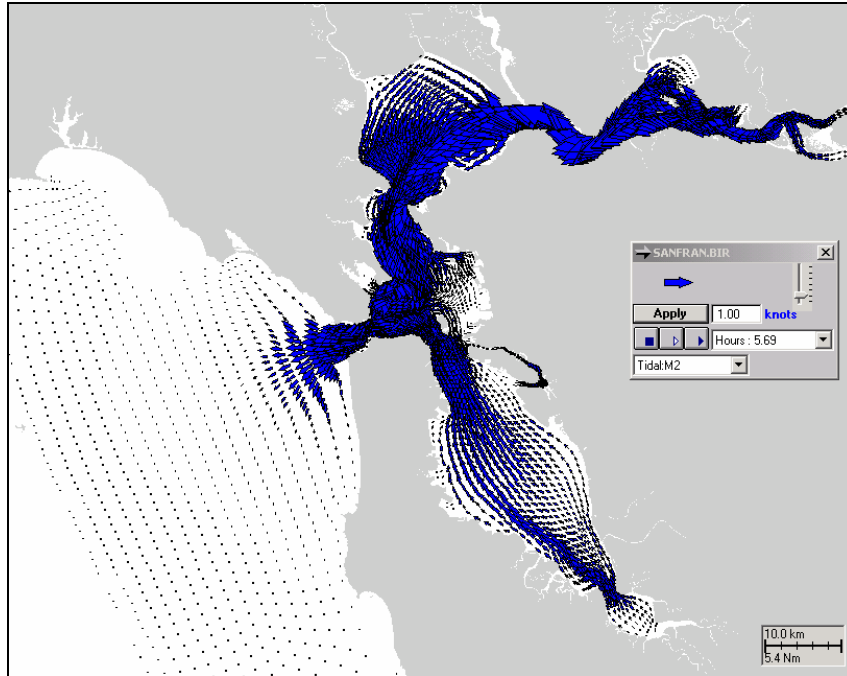 SANFRAN.BIR
Apply 1.00 knots
Hours : 5.69
Tidal:M2
10.0 km
5.4 Nm